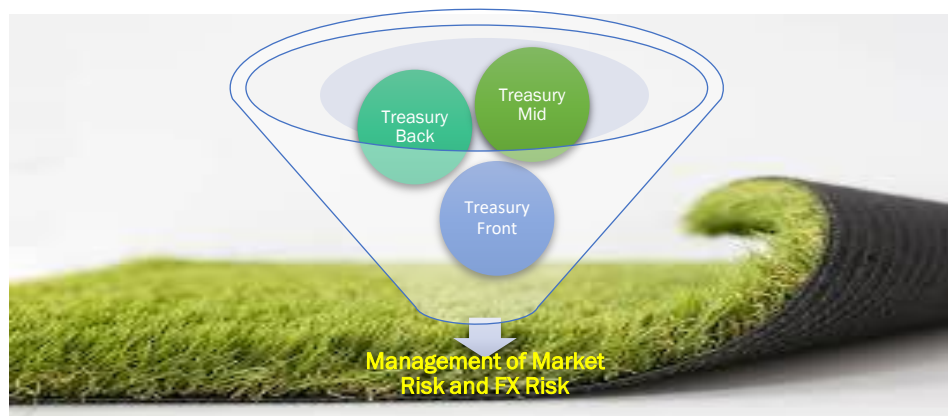 Treasury
Mid
Treasury
Back
Treasury
Front
Management of Market
Risk and FX Risk